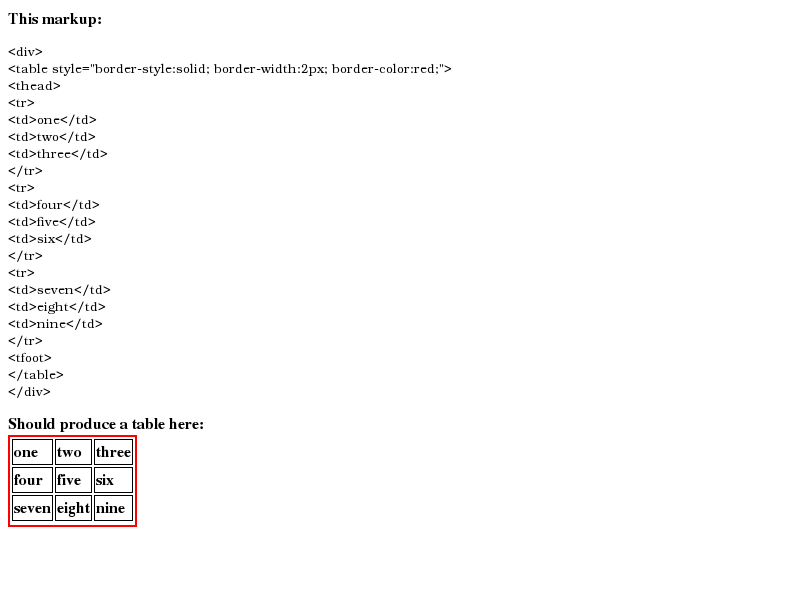 This markup:
<div>
<table style="border-style:solid; border-width:2px; border-color:red;">
<thead>
<tr>
<td>one</td>
<td>two</td>
<td>three</td>
</tr>
<tr>
<td>four</td>
<td>five</td>
<td>six</td>
</tr>
<tr>
<td>seven</td>
<td>eight</td>
<td>nine</td>
</tr>
<tfoot>
</table>
</div>
Should produce a table here:
one two three
four five six
seven eight nine